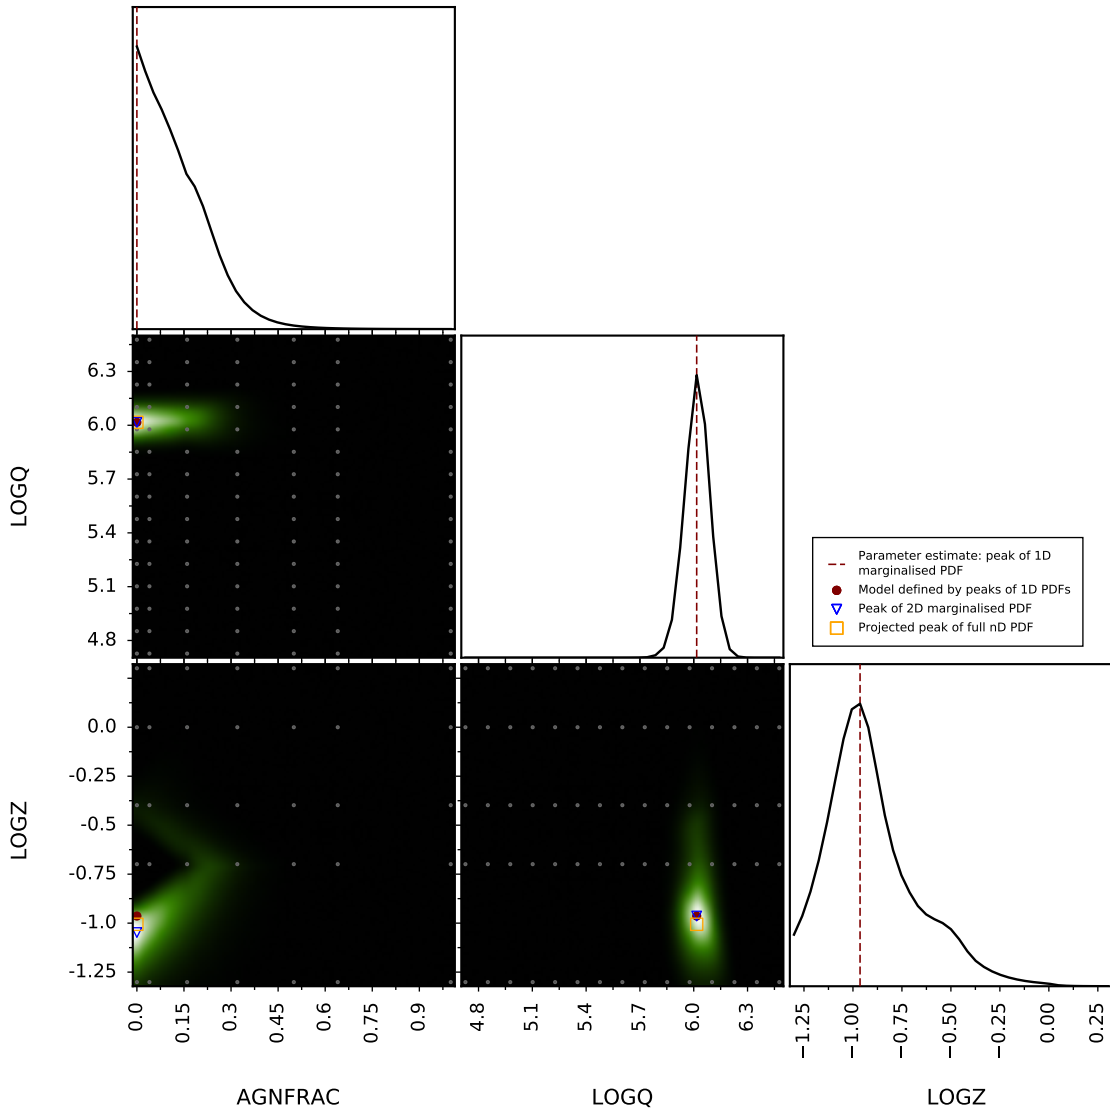 6.3
6.0
5.7
5.4
5.1
4.8
LOGQ
Parameter estimate: peak of 1D
marginalised PDF
Model defined by peaks of 1D PDFs
Peak of 2D marginalised PDF
Projected peak of full nD PDF
0.0
-0.25
-0.5
-0.75
-1.0
-1.25
LOGZ
0.0 0.15 0.3 0.45 0.6 0.75 0.9
4.8 5.1 5.4 5.7 6.0 6.3
−1.25 −1.00 −0.75 −0.50 −0.25 0.00 0.25
AGNFRAC LOGQ LOGZ